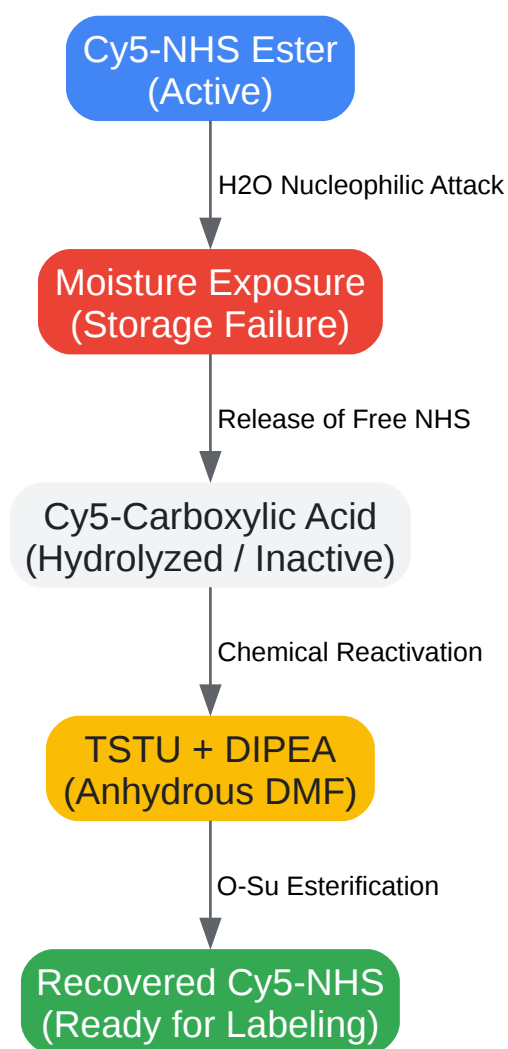 Cy5-NHS Ester
(Active)
H2O Nucleophilic Attack
Moisture Exposure
(Storage Failure)
Release of Free NHS
Cy5-Carboxylic Acid
(Hydrolyzed / Inactive)
Chemical Reactivation
TSTU + DIPEA
(Anhydrous DMF)
O-Su Esterification
Recovered Cy5-NHS
(Ready for Labeling)